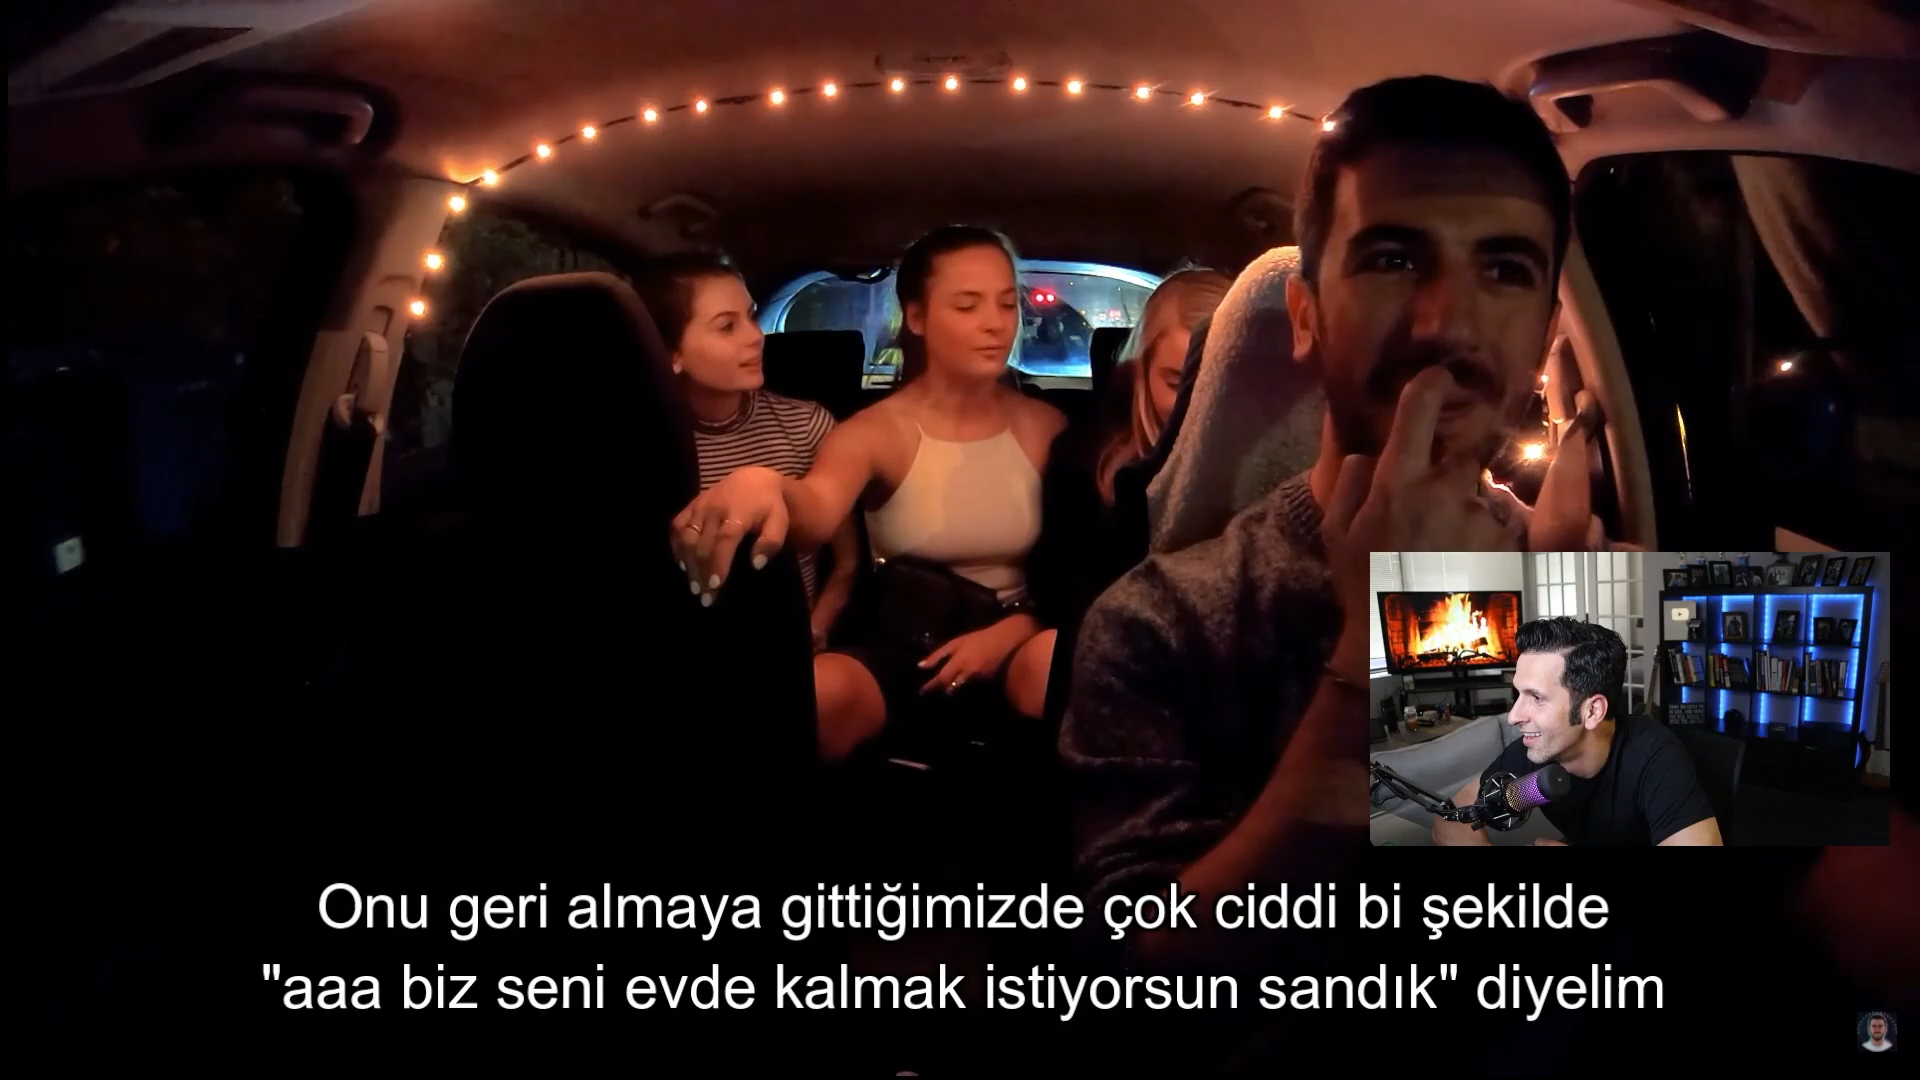 Onu geri almaya gittiğimizde çok ciddi bi şekilde
"aaa biz seni evde kalmak istiyorsun sandık" diyelim